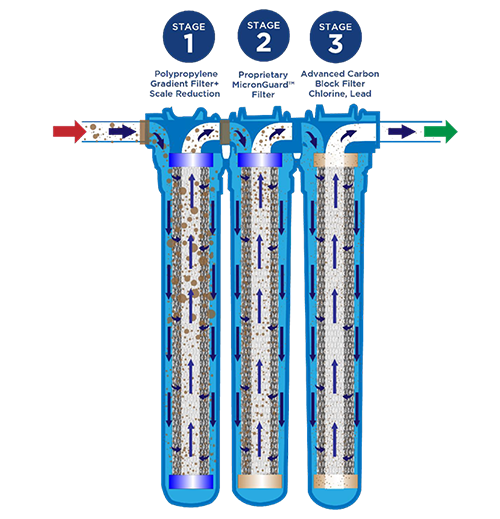 STAGE
1
Polypropylene
Gradient Filter+
Scale Reduction
STAGE
2
Proprietary
MicronGuard™
Filter
STAGE
3
Advanced Carbon
Block Filter
Chlorine, Lead